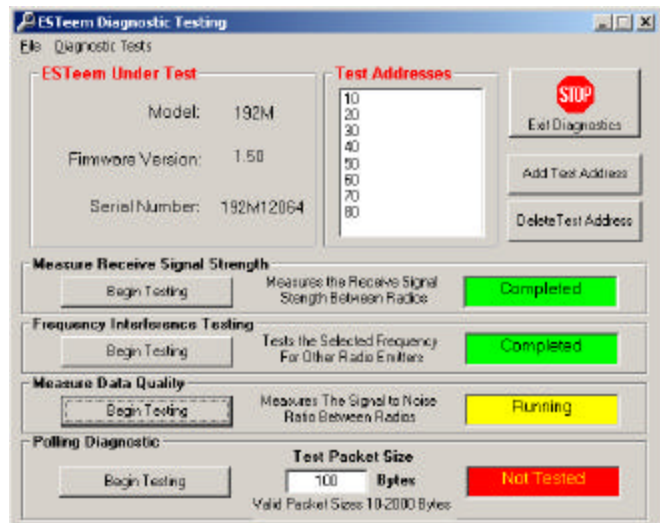 ESTeem Diagnostic Testing
File Diagnostic Tests
ESTeem Under Test
Model: 192M
Firmware Version: 1.50
Serial Number: 192M12064
Test Addresses
10
20
30
40
50
60
70
80
STOP
Exit Diagnostics
Add Test Address
Delete Test Address
Measure Receive Signal Strength
Begin Testing
Measures the Receive Signal
Strength Between Radios
Completed
Frequency Interference Testing
Begin Testing
Tests the Selected Frequency
For Other Radio Emitters
Completed
Measure Data Quality
Begin Testing
Measures The Signal to Noise
Ratio Between Radios
Running
Polling Diagnostic
Begin Testing
Test Packet Size
100 Bytes
Valid Packet Sizes 10-2000 Bytes
Not Tested